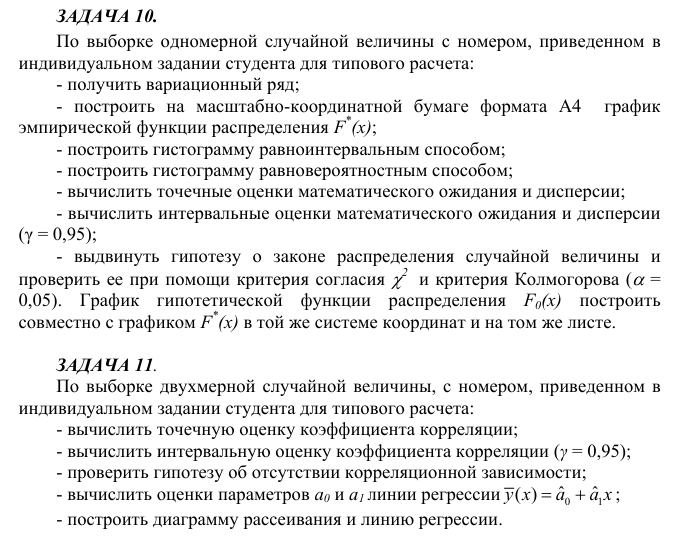 ЗАДАЧА 10.
По выборке одномерной случайной величины с номером, приведенном в
индивидуальном задании студента для типового расчета:
- получить вариационный ряд;
- построить на масштабно-координатной бумаге формата А4 график
эмпирической функции распределения F*(x);
- построить гистограмму равноинтервальным способом;
- построить гистограмму равновероятностным способом;
- вычислить точечные оценки математического ожидания и дисперсии;
- вычислить интервальные оценки математического ожидания и дисперсии
(γ = 0,95);
- выдвинуть гипотезу о законе распределения случайной величины и
проверить ее при помощи критерия согласия χ² и критерия Колмогорова (α =
0,05). График гипотетической функции распределения F₀(x) построить
совместно с графиком F*(x) в той же системе координат и на том же листе.
ЗАДАЧА 11.
По выборке двухмерной случайной величины, с номером, приведенном в
индивидуальном задании студента для типового расчета:
- вычислить точечную оценку коэффициента корреляции;
- вычислить интервальную оценку коэффициента корреляции (γ = 0,95);
- проверить гипотезу об отсутствии корреляционной зависимости;
- вычислить оценки параметров a₀ и a₁ линии регрессии y̅(x) = â₀ + â₁x ;
- построить диаграмму рассеивания и линию регрессии.